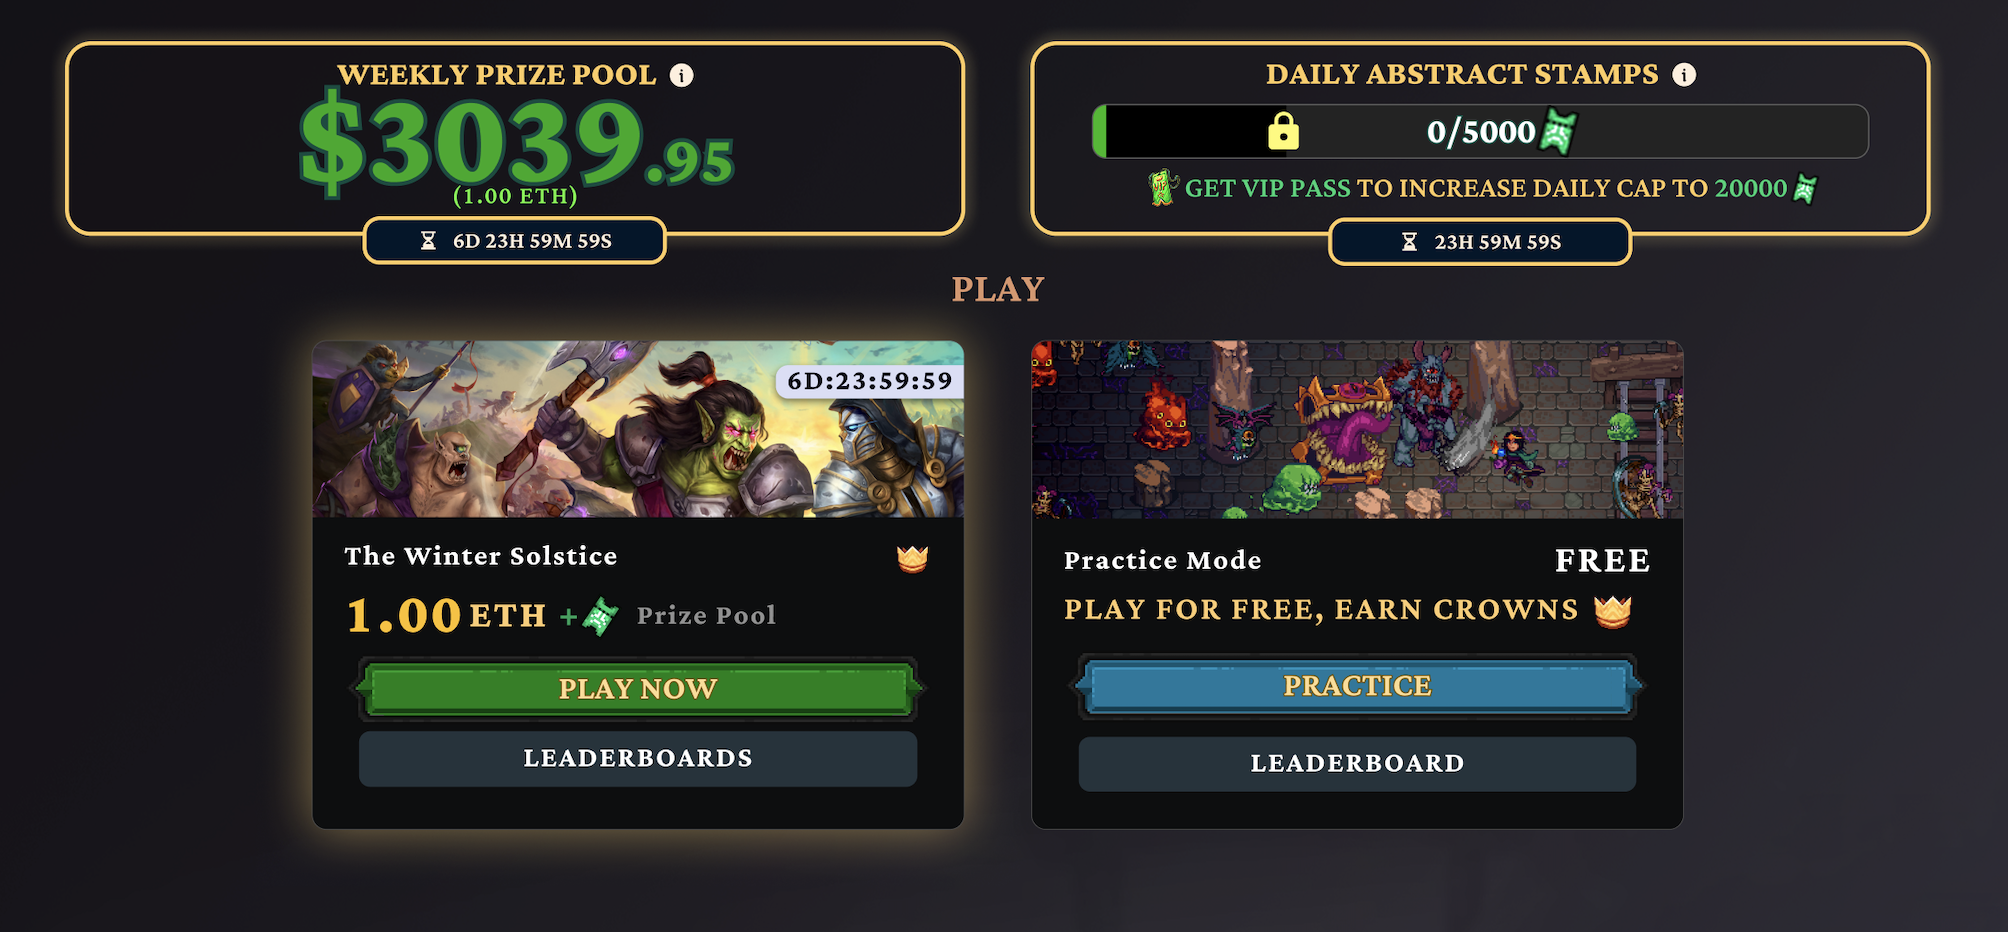 WEEKLY PRIZE POOL i
$3039.95
(1.00 ETH)
6D 23H 59M 59S
DAILY ABSTRACT STAMPS i
0/5000
GET VIP PASS TO INCREASE DAILY CAP TO 20000
23H 59M 59S
PLAY
6D:23:59:59
The Winter Solstice
1.00 ETH + Prize Pool
PLAY NOW
LEADERBOARDS
Practice Mode FREE
PLAY FOR FREE, EARN CROWNS
PRACTICE
LEADERBOARD